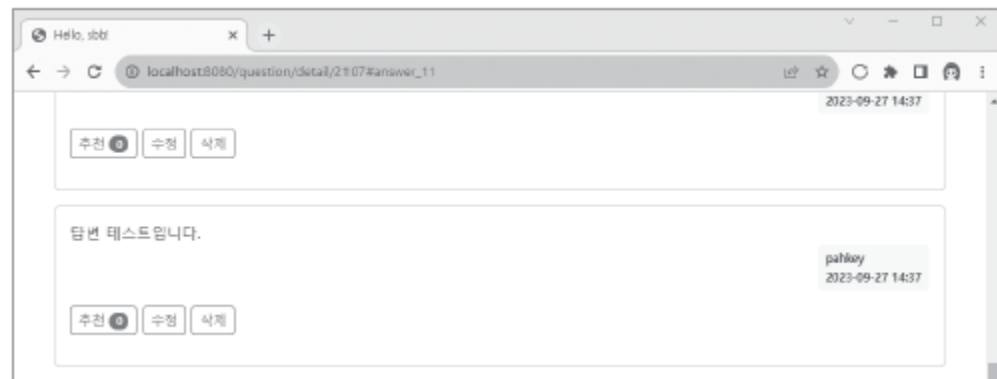 Hello, sbb!
localhost:8080/question/detail/2107#answer_11
2023-09-27 14:37
추천 0 수정 삭제
답변 테스트입니다.
pahkey
2023-09-27 14:37
추천 0 수정 삭제